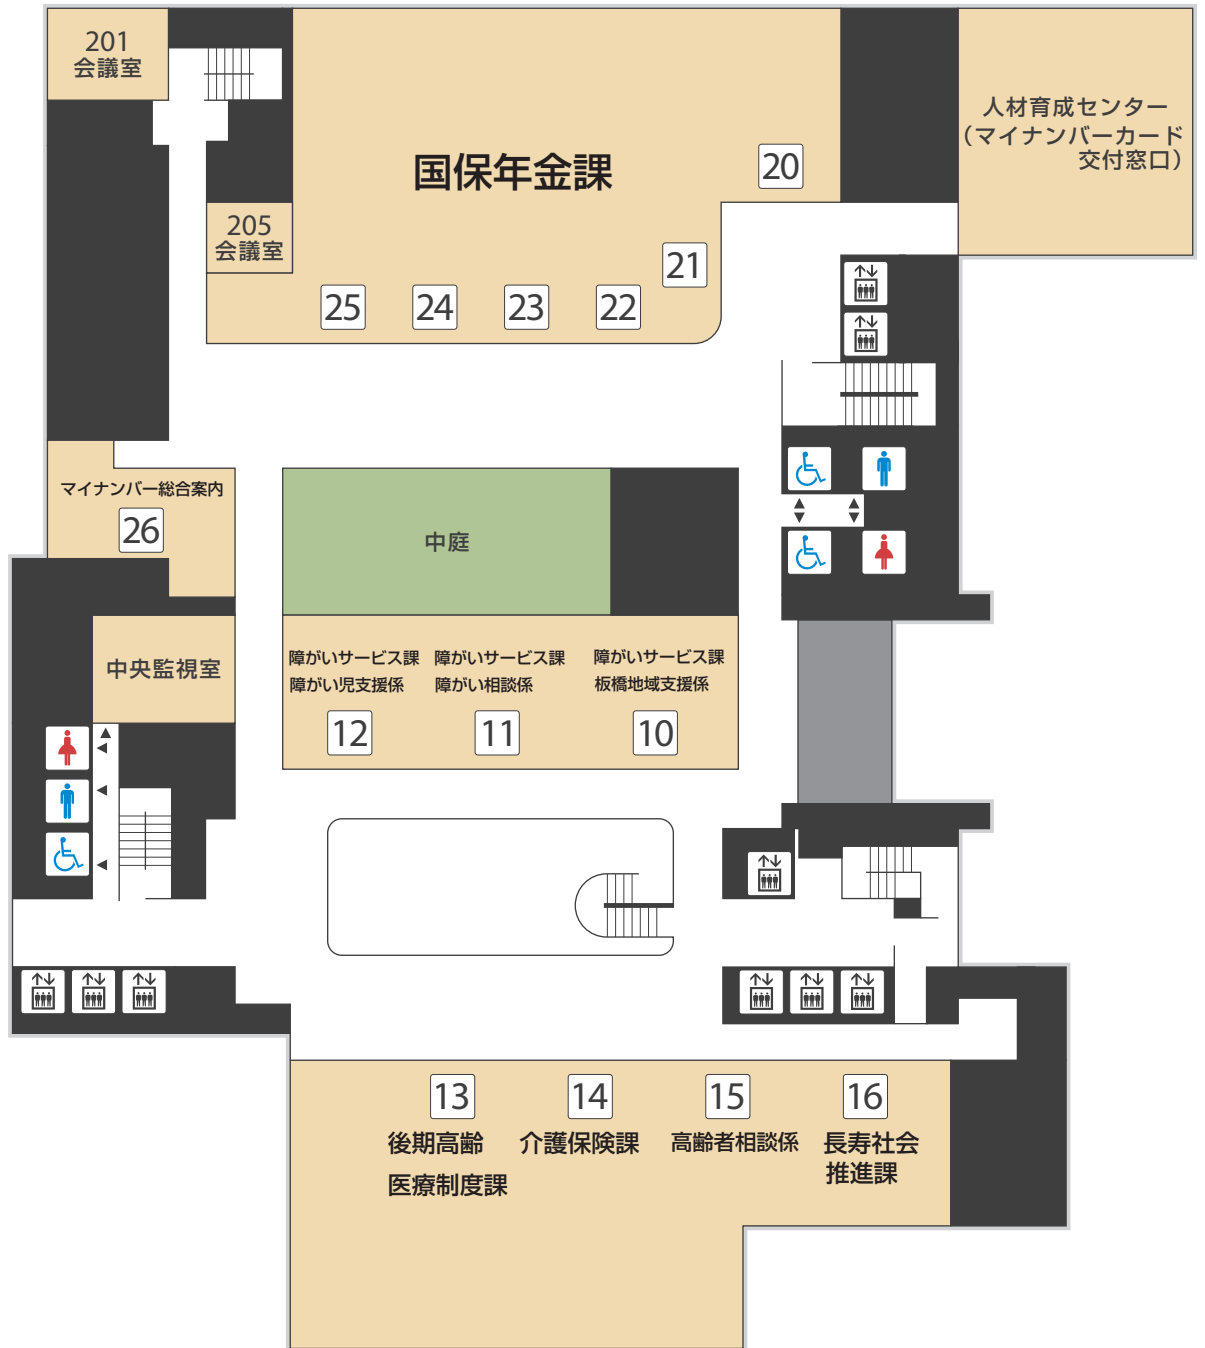 201
会議室
人材育成センター
（マイナンバーカード
交付窓口）
国保年金課
20
205
会議室
21
25
24
23
22
マイナンバー総合案内
26
中庭
中央監視室
障がいサービス課
障がい児支援係
12
障がいサービス課
障がい相談係
11
障がいサービス課
板橋地域支援係
10
13
後期高齢
医療制度課
14
介護保険課
15
高齢者相談係
16
長寿社会
推進課